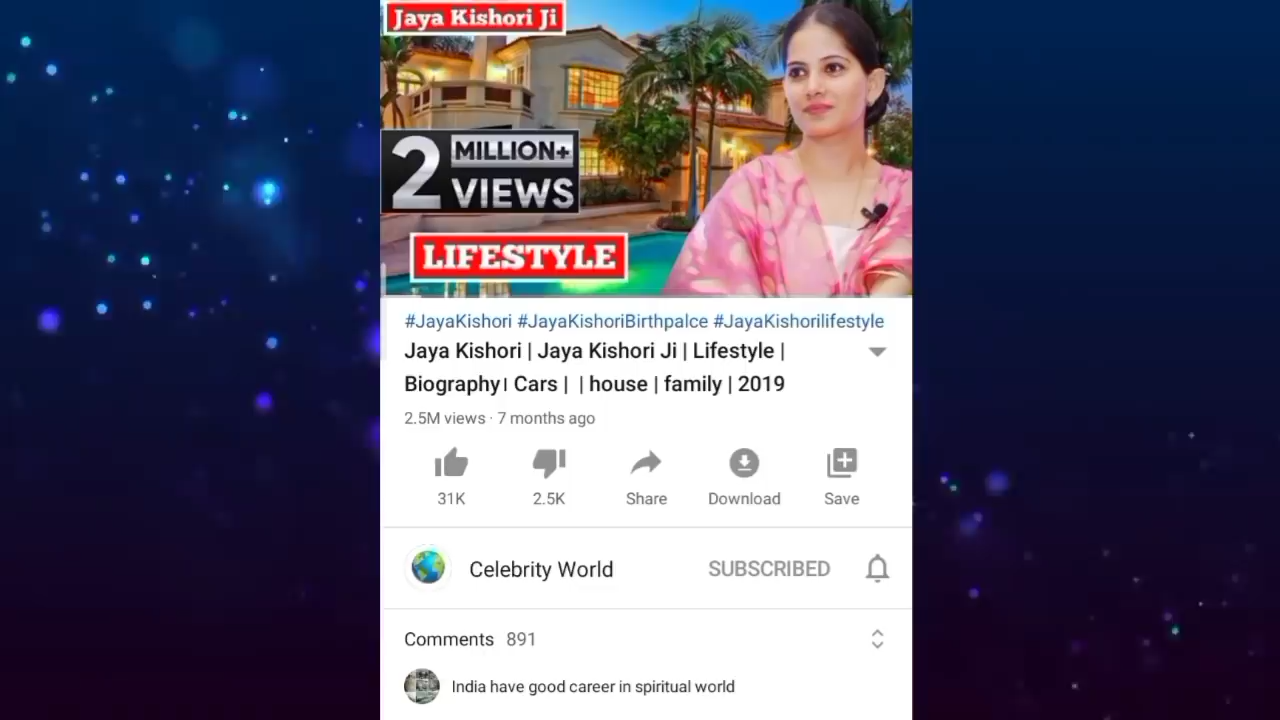 Jaya Kishori Ji
2 MILLION+
VIEWS
LIFESTYLE
#JayaKishori #JayaKishoriBirthpalce #JayaKishorilifestyle
Jaya Kishori | Jaya Kishori Ji | Lifestyle |
Biography। Cars | | house | family | 2019
2.5M views · 7 months ago
31K 2.5K Share Download Save
Celebrity World SUBSCRIBED
Comments 891
India have good career in spiritual world